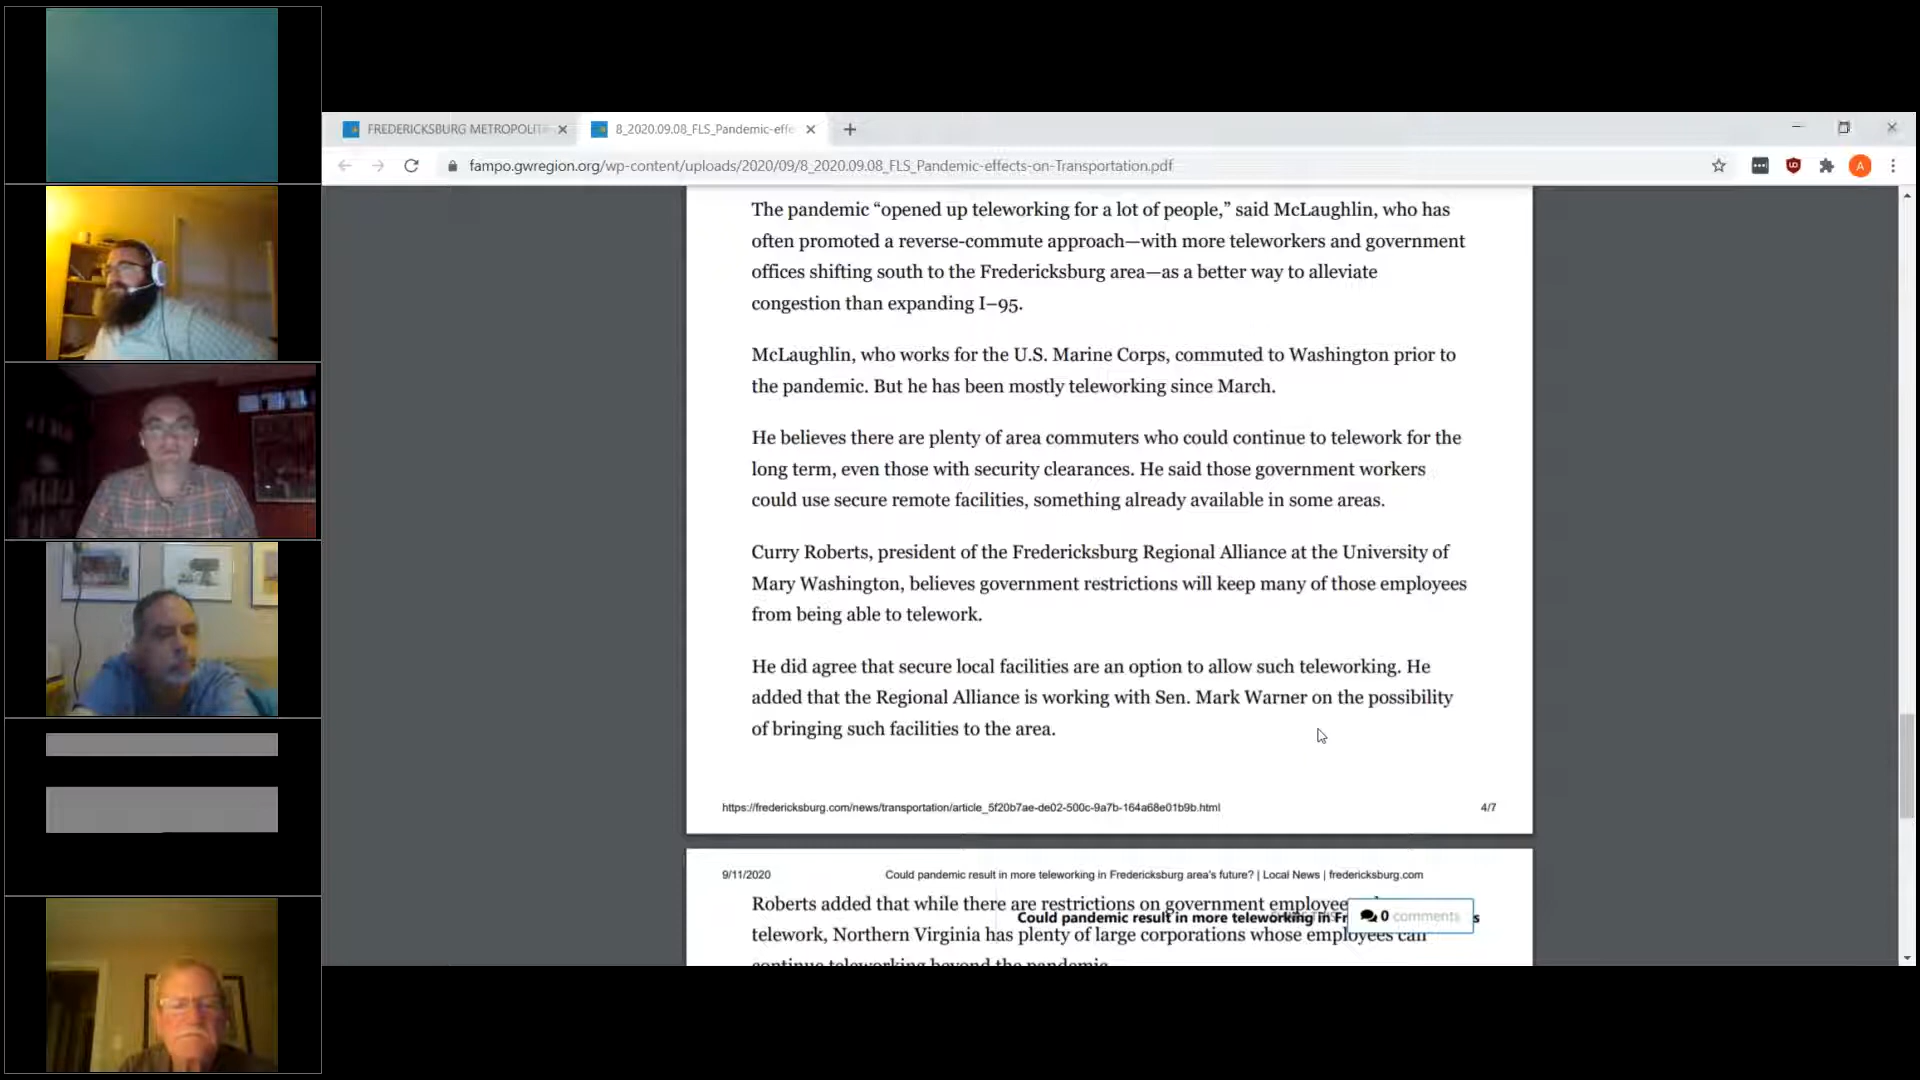 FREDERICKSBURG METROPOLIT
8_2020.09.08_FLS_Pandemic-effe
fampo.gwregion.org/wp-content/uploads/2020/09/8_2020.09.08_FLS_Pandemic-effects-on-Transportation.pdf
A
The pandemic “opened up teleworking for a lot of people,” said McLaughlin, who has
often promoted a reverse-commute approach—with more teleworkers and government
offices shifting south to the Fredericksburg area—as a better way to alleviate
congestion than expanding I–95.
McLaughlin, who works for the U.S. Marine Corps, commuted to Washington prior to
the pandemic. But he has been mostly teleworking since March.
He believes there are plenty of area commuters who could continue to telework for the
long term, even those with security clearances. He said those government workers
could use secure remote facilities, something already available in some areas.
Curry Roberts, president of the Fredericksburg Regional Alliance at the University of
Mary Washington, believes government restrictions will keep many of those employees
from being able to telework.
He did agree that secure local facilities are an option to allow such teleworking. He
added that the Regional Alliance is working with Sen. Mark Warner on the possibility
of bringing such facilities to the area.
https://fredericksburg.com/news/transportation/article_5f20b7ae-de02-500c-9a7b-164a68e01b9b.html 4/7
9/11/2020 Could pandemic result in more teleworking in Fredericksburg area's future? | Local News | fredericksburg.com
Roberts added that while there are restrictions on government employee
Could pandemic result in more teleworking in Fr 0 comments s
telework, Northern Virginia has plenty of large corporations whose employees can
continue teleworking beyond the pandemic